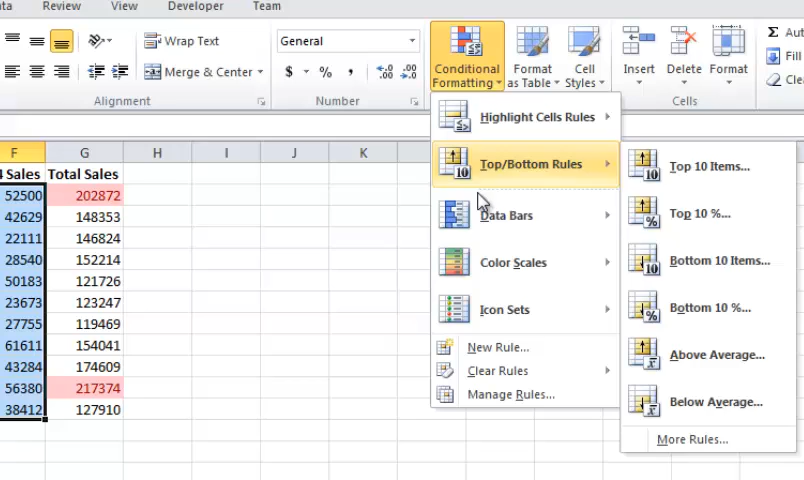 Review View Developer Team
Wrap Text General Conditional Formatting Format as Table Cell Styles Insert Delete Format
Merge & Center $ % , .00 .0 Fill
Alignment Number Cells
F G H I J K
Sales Total Sales
52500 202872
42629 148353
22111 146824
28540 152214
50183 121726
23673 123247
27755 119469
61611 154041
43284 174609
56380 217374
38412 127910
Highlight Cells Rules
Top/Bottom Rules
Data Bars
Color Scales
Icon Sets
New Rule...
Clear Rules
Manage Rules...
Top 10 Items...
Top 10 %...
Bottom 10 Items...
Bottom 10 %...
Above Average...
Below Average...
More Rules...